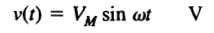 v(t) = V_M sin ωt V